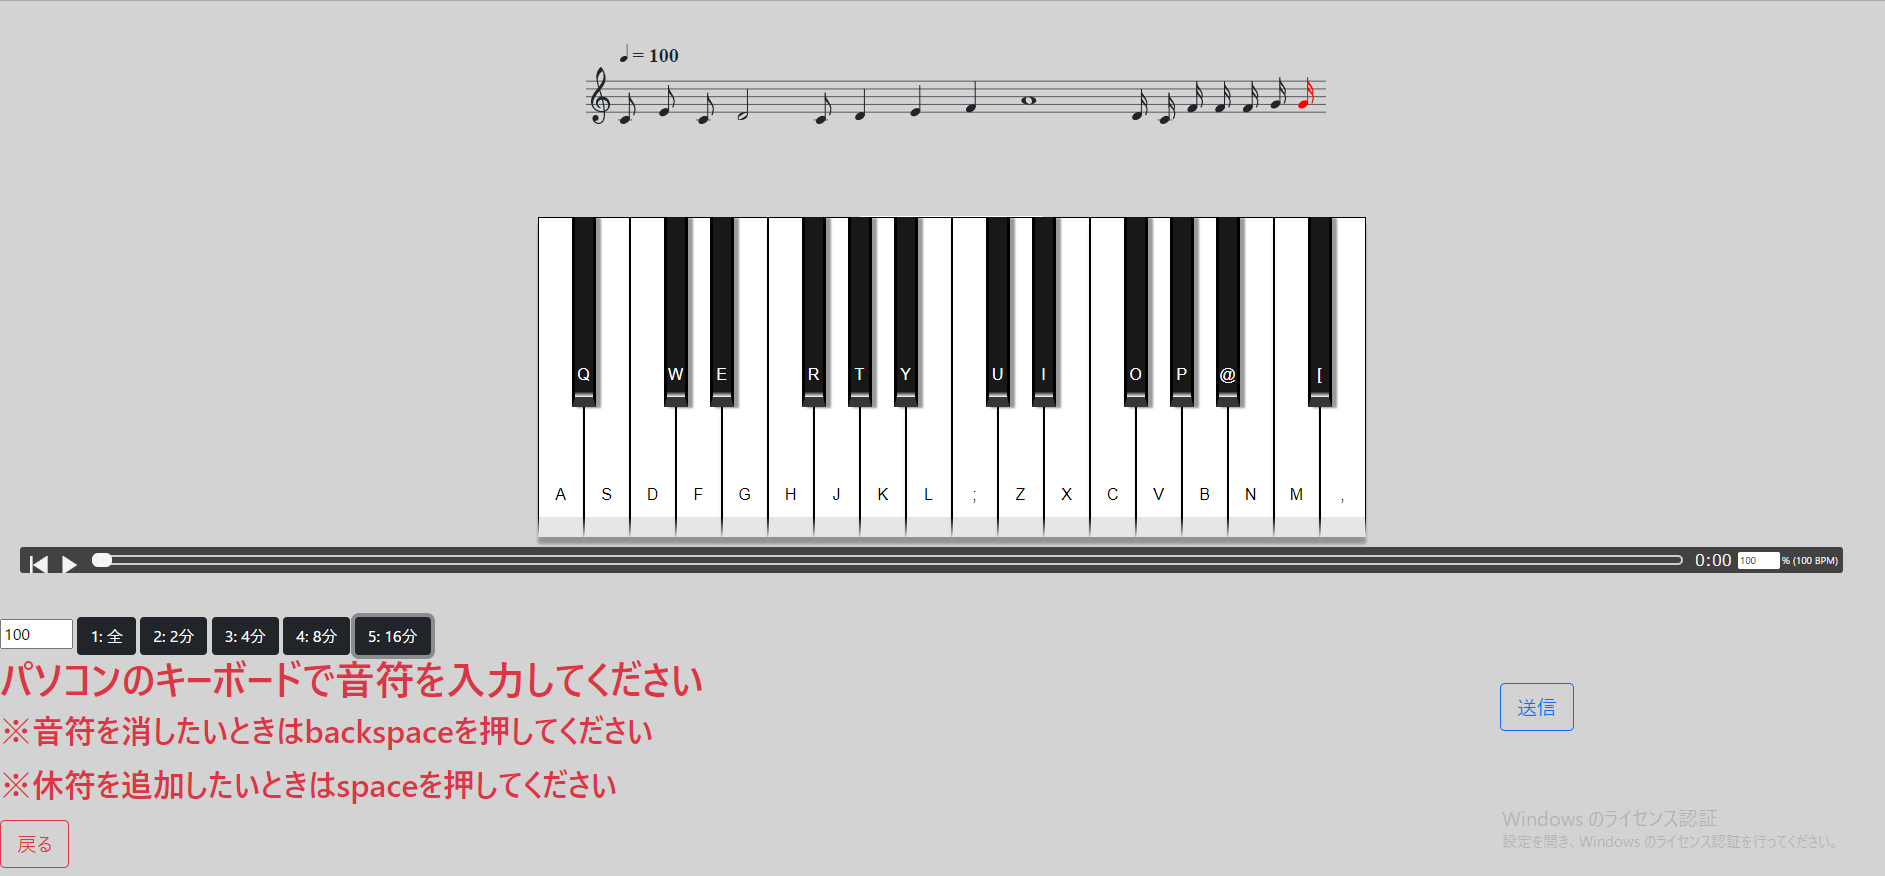 = 100
Q W E R T Y U I O P @ [
A S D F G H J K L ; Z X C V B N M ,
0:00 100 % (100 BPM)
100 1: 全 2: 2分 3: 4分 4: 8分 5: 16分
パソコンのキーボードで音符を入力してください
※音符を消したいときはbackspaceを押してください
送信
※休符を追加したいときはspaceを押してください
戻る
Windows のライセンス認証
設定を開き、Windows のライセンス認証を行ってください。